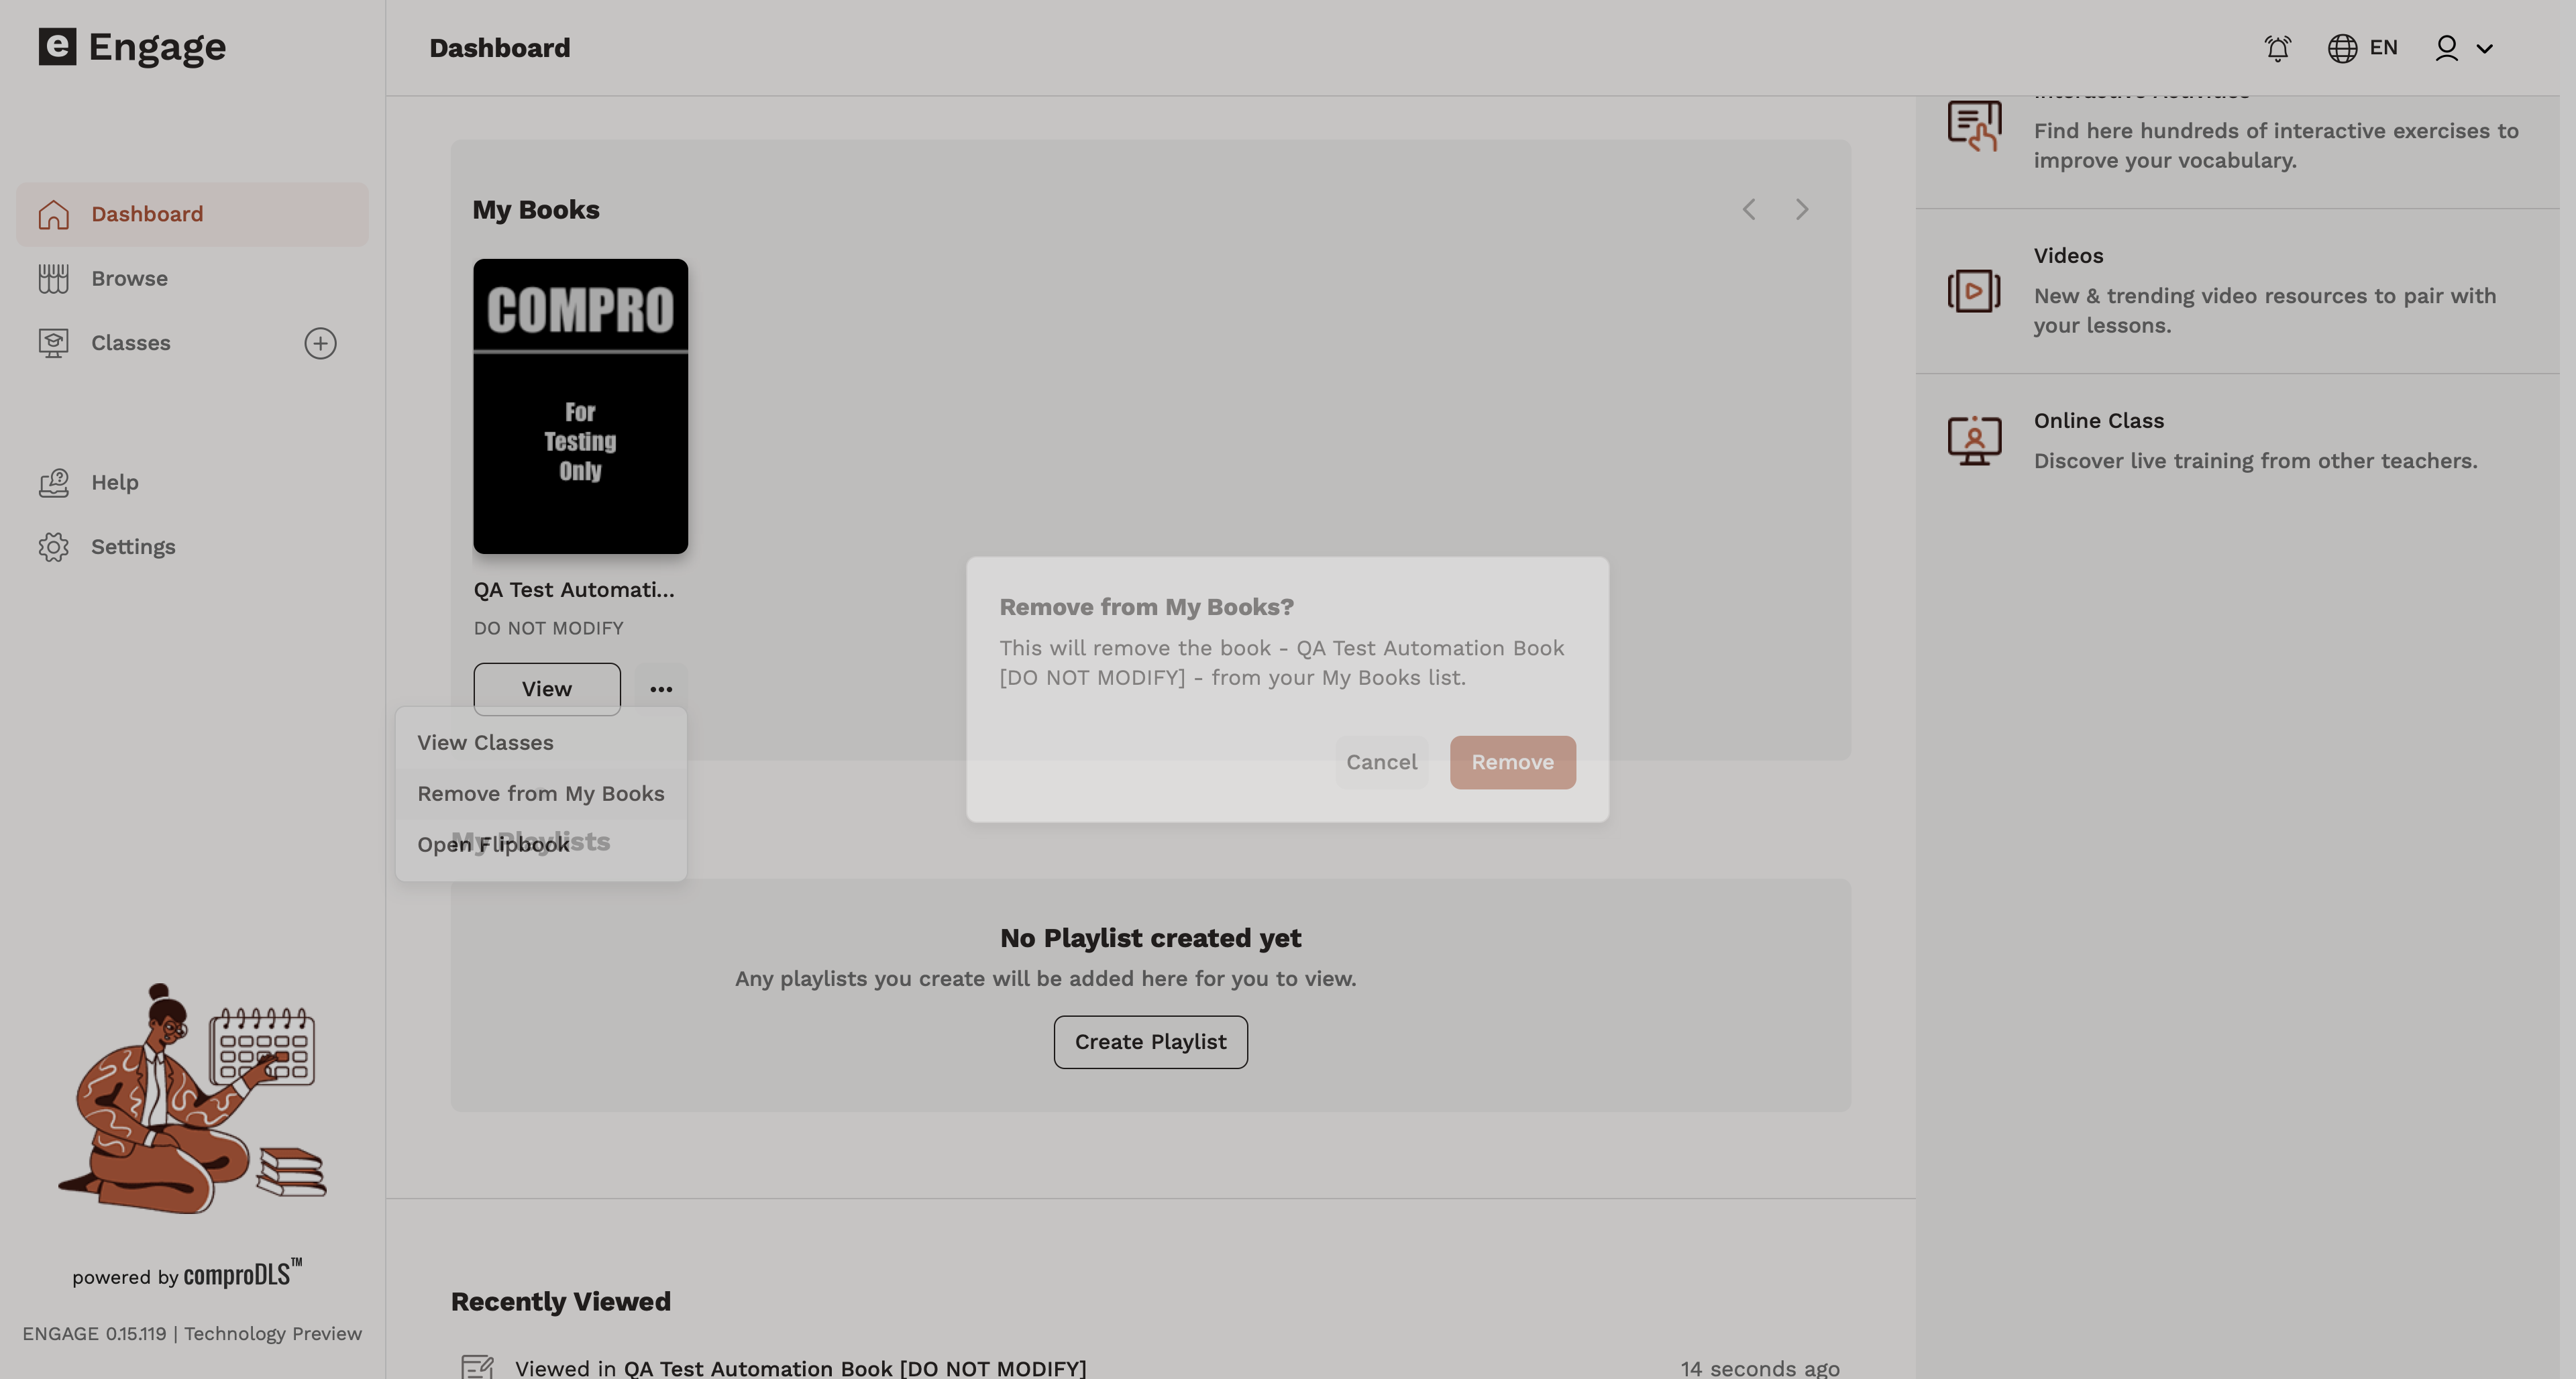 e Engage
Dashboard
EN
Dashboard
Browse
Classes
Help
Settings
powered by comproDLS™
ENGAGE 0.15.119 | Technology Preview
My Books
COMPRO
For
Testing
Only
QA Test Automati...
DO NOT MODIFY
View
View Classes
Remove from My Books
Open Flipbook
My Playlists
Remove from My Books?
This will remove the book - QA Test Automation Book
[DO NOT MODIFY] - from your My Books list.
Cancel
Remove
No Playlist created yet
Any playlists you create will be added here for you to view.
Create Playlist
Recently Viewed
Viewed in QA Test Automation Book [DO NOT MODIFY]
14 seconds ago
Interactive Activities
Find here hundreds of interactive exercises to
improve your vocabulary.
Videos
New & trending video resources to pair with
your lessons.
Online Class
Discover live training from other teachers.